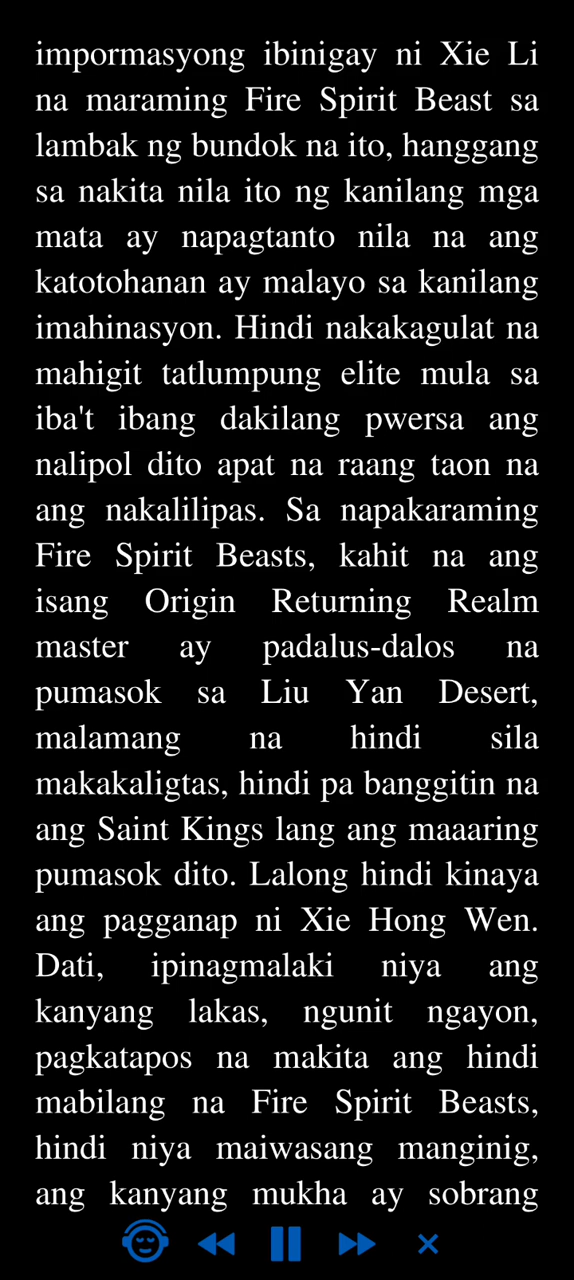 impormasyong ibinigay ni Xie Li
na maraming Fire Spirit Beast sa
lambak ng bundok na ito, hanggang
sa nakita nila ito ng kanilang mga
mata ay napagtanto nila na ang
katotohanan ay malayo sa kanilang
imahinasyon. Hindi nakakagulat na
mahigit tatlumpung elite mula sa
iba't ibang dakilang pwersa ang
nalipol dito apat na raang taon na
ang nakalilipas. Sa napakaraming
Fire Spirit Beasts, kahit na ang
isang Origin Returning Realm
master ay padalus-dalos na
pumasok sa Liu Yan Desert,
malamang na hindi sila
makakaligtas, hindi pa banggitin na
ang Saint Kings lang ang maaaring
pumasok dito. Lalong hindi kinaya
ang pagganap ni Xie Hong Wen.
Dati, ipinagmalaki niya ang
kanyang lakas, ngunit ngayon,
pagkatapos na makita ang hindi
mabilang na Fire Spirit Beasts,
hindi niya maiwasang manginig,
ang kanyang mukha ay sobrang